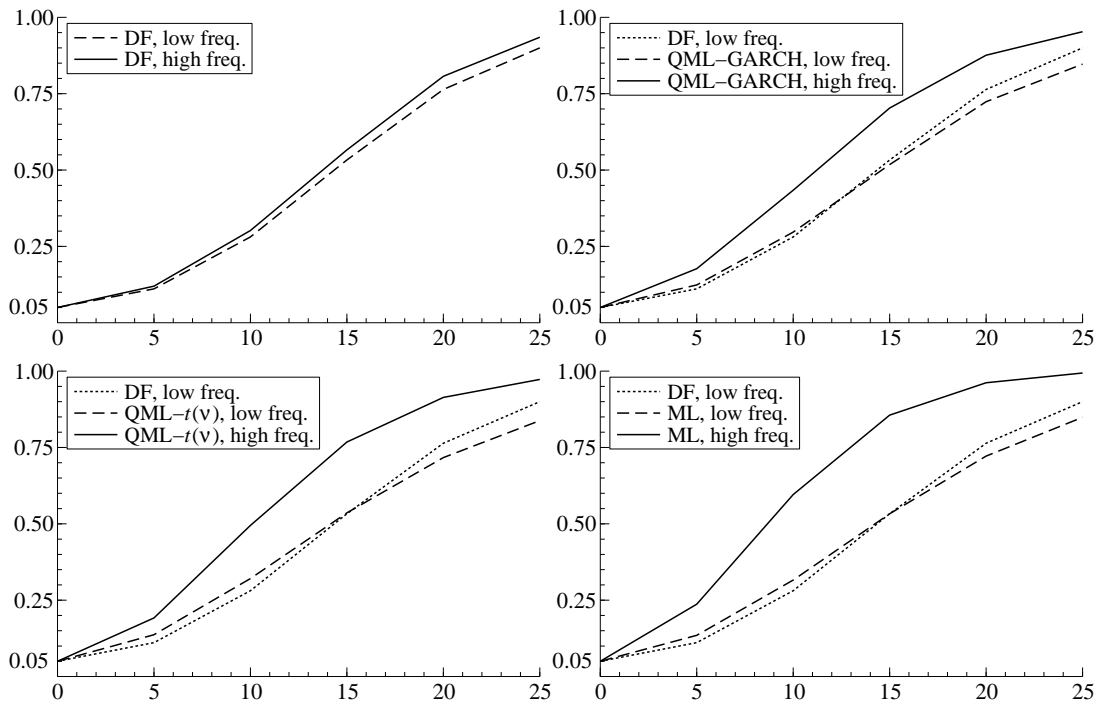 1.00
DF, low freq.
DF, high freq.
0.75
0.50
0.25
0.05
0 5 10 15 20 25
1.00
DF, low freq.
QML−GARCH, low freq.
QML−GARCH, high freq.
0.75
0.50
0.25
0.05
0 5 10 15 20 25
1.00
DF, low freq.
QML−t(ν), low freq.
QML−t(ν), high freq.
0.75
0.50
0.25
0.05
0 5 10 15 20 25
1.00
DF, low freq.
ML, low freq.
ML, high freq.
0.75
0.50
0.25
0.05
0 5 10 15 20 25